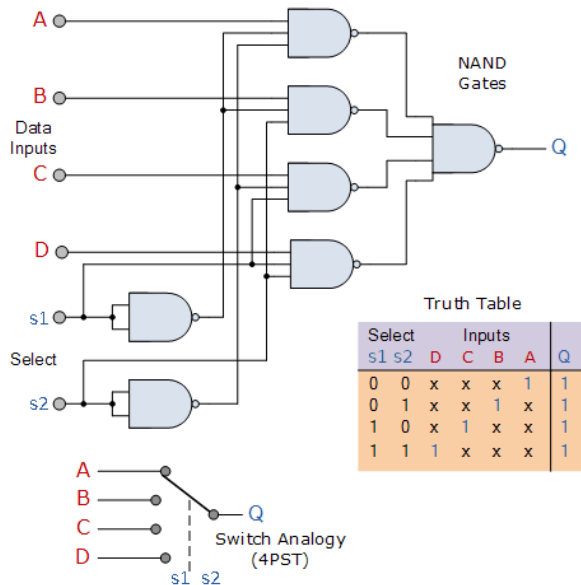 A
NAND
Gates
B
Data
Inputs
Q
C
D
s1
Select
s2
Truth Table
Select Inputs
s1 s2 D C B A Q
0 0 x x x 1 1
0 1 x x 1 x 1
1 0 x 1 x x 1
1 1 1 x x x 1
A
B
Q
C
Switch Analogy
(4PST)
D
s1 s2